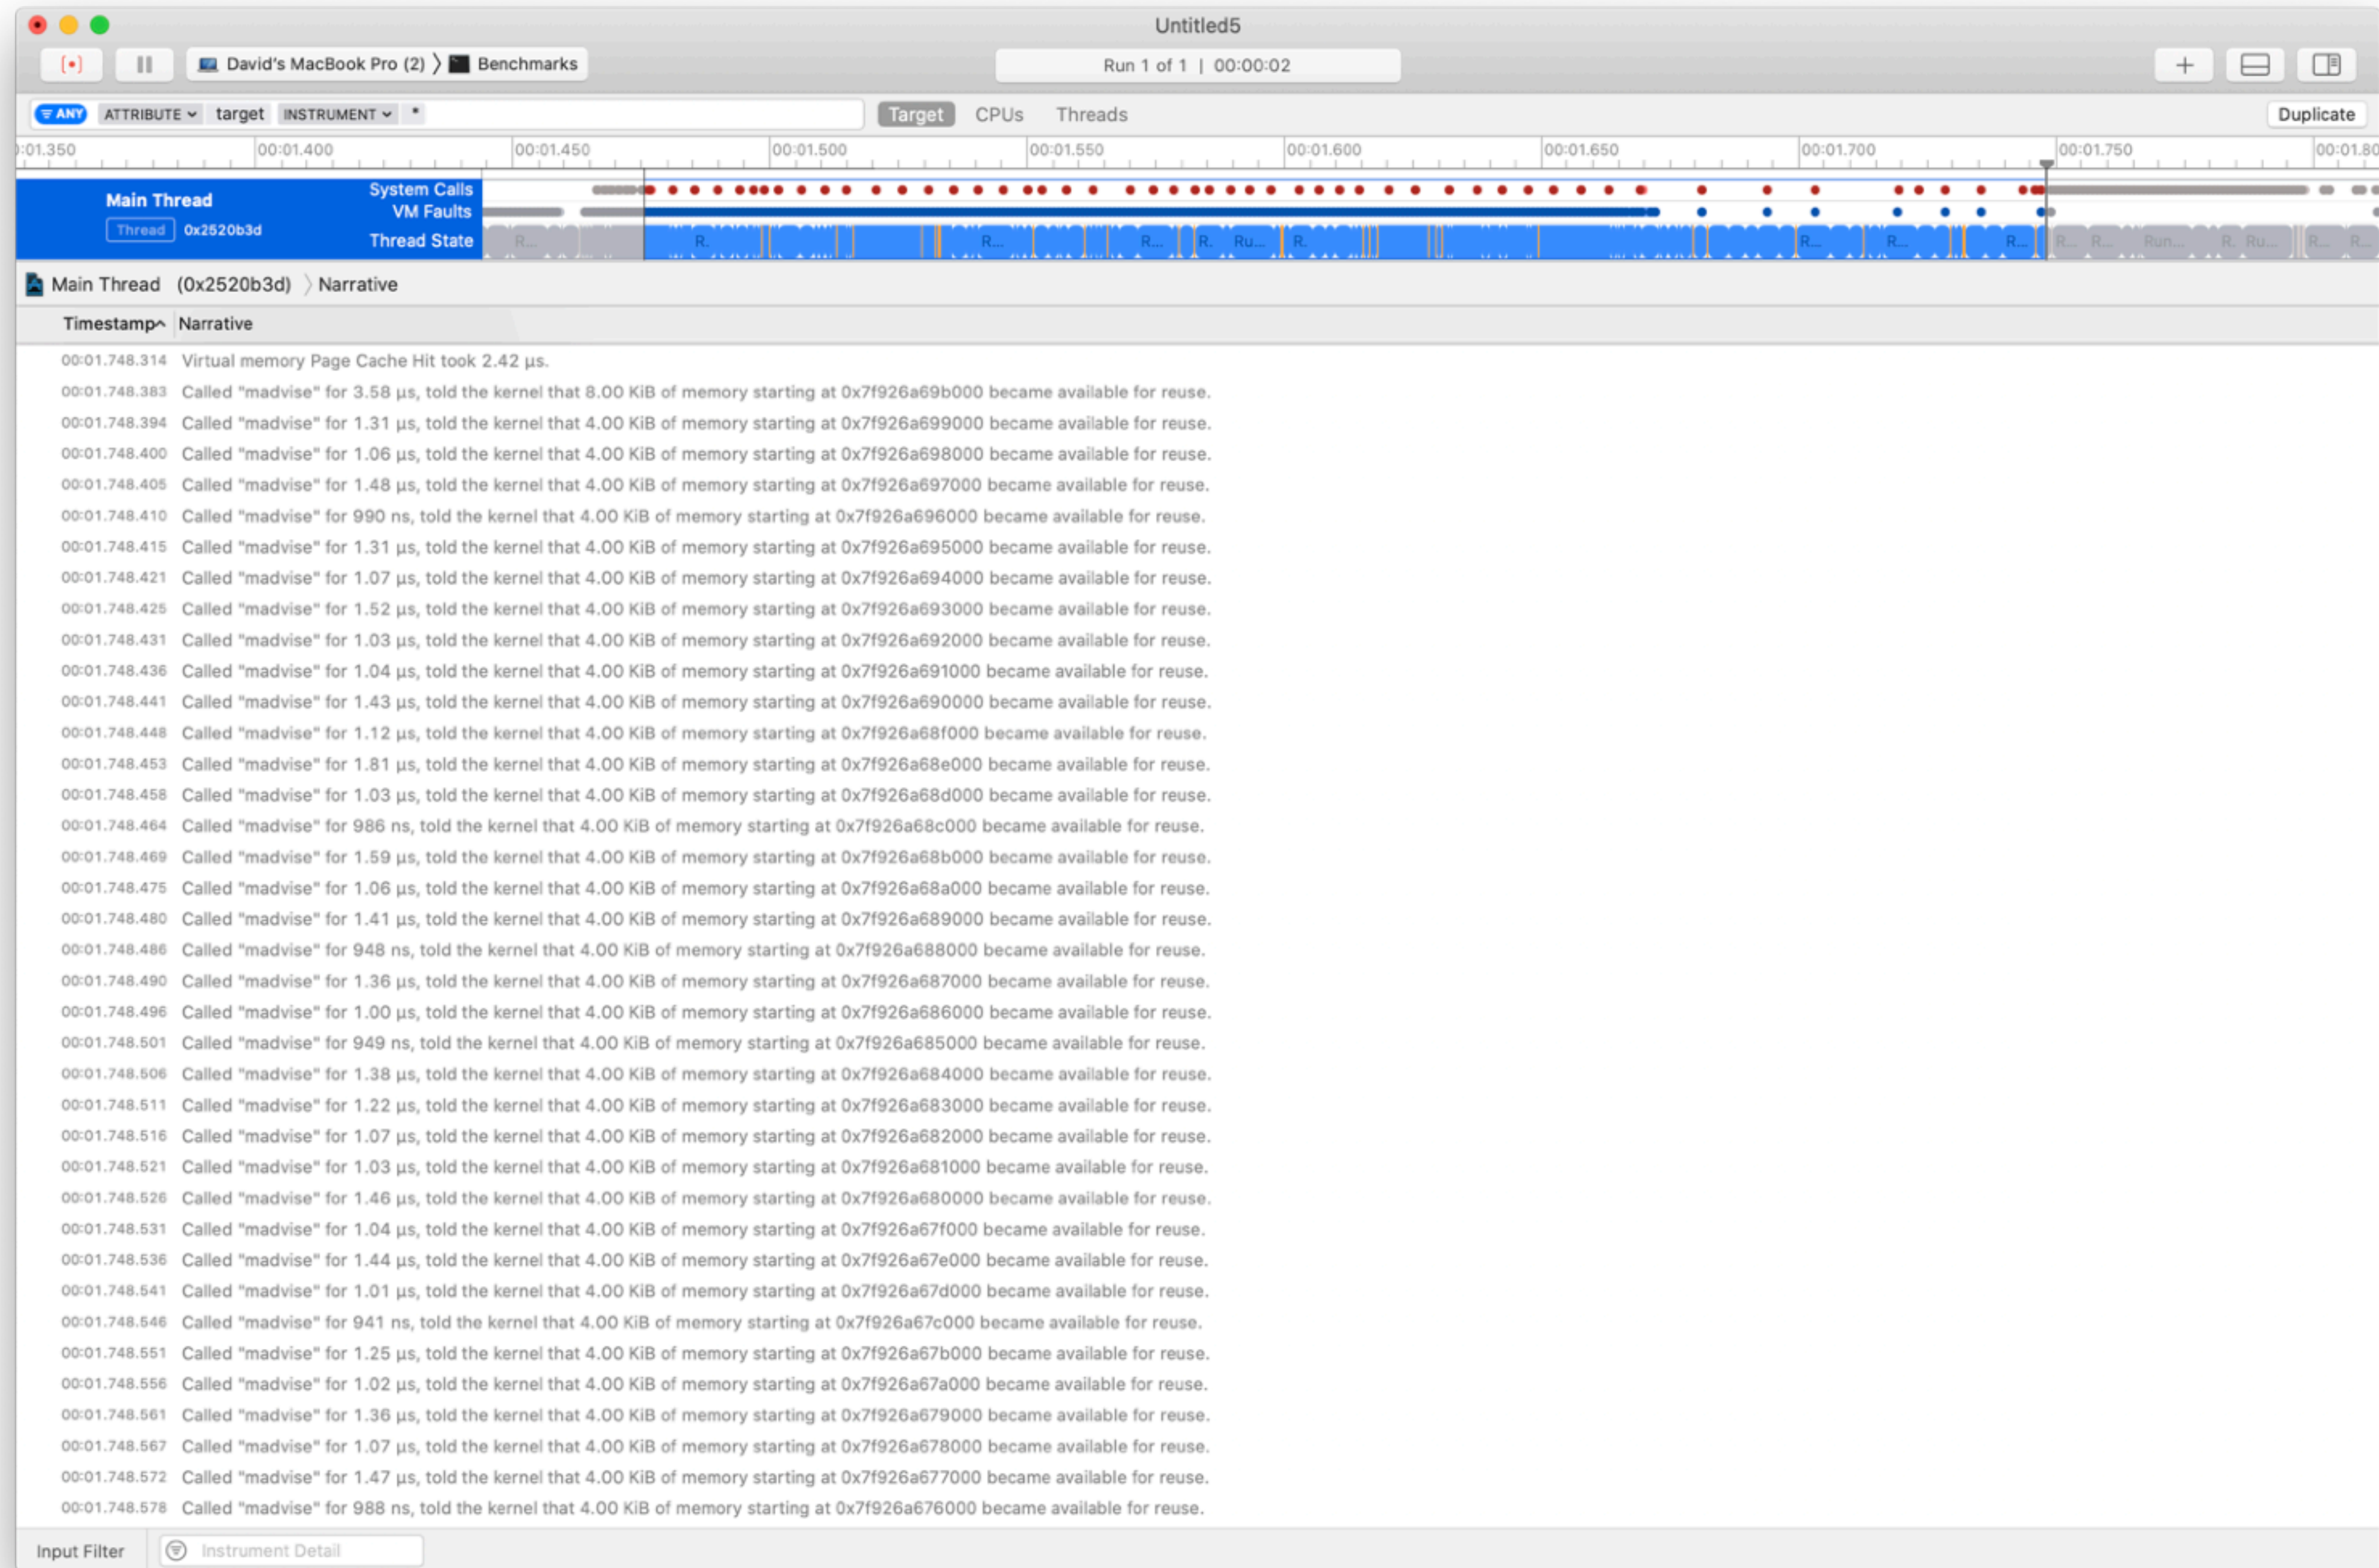 Untitled5
David's MacBook Pro (2) 〉 Benchmarks
Run 1 of 1 | 00:00:02
ANY ATTRIBUTE target INSTRUMENT *
Target CPUs Threads
Duplicate
):01.350 00:01.400 00:01.450 00:01.500 00:01.550 00:01.600 00:01.650 00:01.700 00:01.750 00:01.80
Main Thread
Thread 0x2520b3d
System Calls
VM Faults
Thread State
R... R. R... R... R. Ru... R. R... R... R... R... R... Run... R. Ru... R... R...
Main Thread (0x2520b3d) 〉 Narrative
Timestamp Narrative
00:01.748.314 Virtual memory Page Cache Hit took 2.42 µs.
00:01.748.383 Called "madvise" for 3.58 µs, told the kernel that 8.00 KiB of memory starting at 0x7f926a69b000 became available for reuse.
00:01.748.394 Called "madvise" for 1.31 µs, told the kernel that 4.00 KiB of memory starting at 0x7f926a699000 became available for reuse.
00:01.748.400 Called "madvise" for 1.06 µs, told the kernel that 4.00 KiB of memory starting at 0x7f926a698000 became available for reuse.
00:01.748.405 Called "madvise" for 1.48 µs, told the kernel that 4.00 KiB of memory starting at 0x7f926a697000 became available for reuse.
00:01.748.410 Called "madvise" for 990 ns, told the kernel that 4.00 KiB of memory starting at 0x7f926a696000 became available for reuse.
00:01.748.415 Called "madvise" for 1.31 µs, told the kernel that 4.00 KiB of memory starting at 0x7f926a695000 became available for reuse.
00:01.748.421 Called "madvise" for 1.07 µs, told the kernel that 4.00 KiB of memory starting at 0x7f926a694000 became available for reuse.
00:01.748.425 Called "madvise" for 1.52 µs, told the kernel that 4.00 KiB of memory starting at 0x7f926a693000 became available for reuse.
00:01.748.431 Called "madvise" for 1.03 µs, told the kernel that 4.00 KiB of memory starting at 0x7f926a692000 became available for reuse.
00:01.748.436 Called "madvise" for 1.04 µs, told the kernel that 4.00 KiB of memory starting at 0x7f926a691000 became available for reuse.
00:01.748.441 Called "madvise" for 1.43 µs, told the kernel that 4.00 KiB of memory starting at 0x7f926a690000 became available for reuse.
00:01.748.448 Called "madvise" for 1.12 µs, told the kernel that 4.00 KiB of memory starting at 0x7f926a68f000 became available for reuse.
00:01.748.453 Called "madvise" for 1.81 µs, told the kernel that 4.00 KiB of memory starting at 0x7f926a68e000 became available for reuse.
00:01.748.458 Called "madvise" for 1.03 µs, told the kernel that 4.00 KiB of memory starting at 0x7f926a68d000 became available for reuse.
00:01.748.464 Called "madvise" for 986 ns, told the kernel that 4.00 KiB of memory starting at 0x7f926a68c000 became available for reuse.
00:01.748.469 Called "madvise" for 1.59 µs, told the kernel that 4.00 KiB of memory starting at 0x7f926a68b000 became available for reuse.
00:01.748.475 Called "madvise" for 1.06 µs, told the kernel that 4.00 KiB of memory starting at 0x7f926a68a000 became available for reuse.
00:01.748.480 Called "madvise" for 1.41 µs, told the kernel that 4.00 KiB of memory starting at 0x7f926a689000 became available for reuse.
00:01.748.486 Called "madvise" for 948 ns, told the kernel that 4.00 KiB of memory starting at 0x7f926a688000 became available for reuse.
00:01.748.490 Called "madvise" for 1.36 µs, told the kernel that 4.00 KiB of memory starting at 0x7f926a687000 became available for reuse.
00:01.748.496 Called "madvise" for 1.00 µs, told the kernel that 4.00 KiB of memory starting at 0x7f926a686000 became available for reuse.
00:01.748.501 Called "madvise" for 949 ns, told the kernel that 4.00 KiB of memory starting at 0x7f926a685000 became available for reuse.
00:01.748.506 Called "madvise" for 1.38 µs, told the kernel that 4.00 KiB of memory starting at 0x7f926a684000 became available for reuse.
00:01.748.511 Called "madvise" for 1.22 µs, told the kernel that 4.00 KiB of memory starting at 0x7f926a683000 became available for reuse.
00:01.748.516 Called "madvise" for 1.07 µs, told the kernel that 4.00 KiB of memory starting at 0x7f926a682000 became available for reuse.
00:01.748.521 Called "madvise" for 1.03 µs, told the kernel that 4.00 KiB of memory starting at 0x7f926a681000 became available for reuse.
00:01.748.526 Called "madvise" for 1.46 µs, told the kernel that 4.00 KiB of memory starting at 0x7f926a680000 became available for reuse.
00:01.748.531 Called "madvise" for 1.04 µs, told the kernel that 4.00 KiB of memory starting at 0x7f926a67f000 became available for reuse.
00:01.748.536 Called "madvise" for 1.44 µs, told the kernel that 4.00 KiB of memory starting at 0x7f926a67e000 became available for reuse.
00:01.748.541 Called "madvise" for 1.01 µs, told the kernel that 4.00 KiB of memory starting at 0x7f926a67d000 became available for reuse.
00:01.748.546 Called "madvise" for 941 ns, told the kernel that 4.00 KiB of memory starting at 0x7f926a67c000 became available for reuse.
00:01.748.551 Called "madvise" for 1.25 µs, told the kernel that 4.00 KiB of memory starting at 0x7f926a67b000 became available for reuse.
00:01.748.556 Called "madvise" for 1.02 µs, told the kernel that 4.00 KiB of memory starting at 0x7f926a67a000 became available for reuse.
00:01.748.561 Called "madvise" for 1.36 µs, told the kernel that 4.00 KiB of memory starting at 0x7f926a679000 became available for reuse.
00:01.748.567 Called "madvise" for 1.07 µs, told the kernel that 4.00 KiB of memory starting at 0x7f926a678000 became available for reuse.
00:01.748.572 Called "madvise" for 1.47 µs, told the kernel that 4.00 KiB of memory starting at 0x7f926a677000 became available for reuse.
00:01.748.578 Called "madvise" for 988 ns, told the kernel that 4.00 KiB of memory starting at 0x7f926a676000 became available for reuse.
Input Filter Instrument Detail